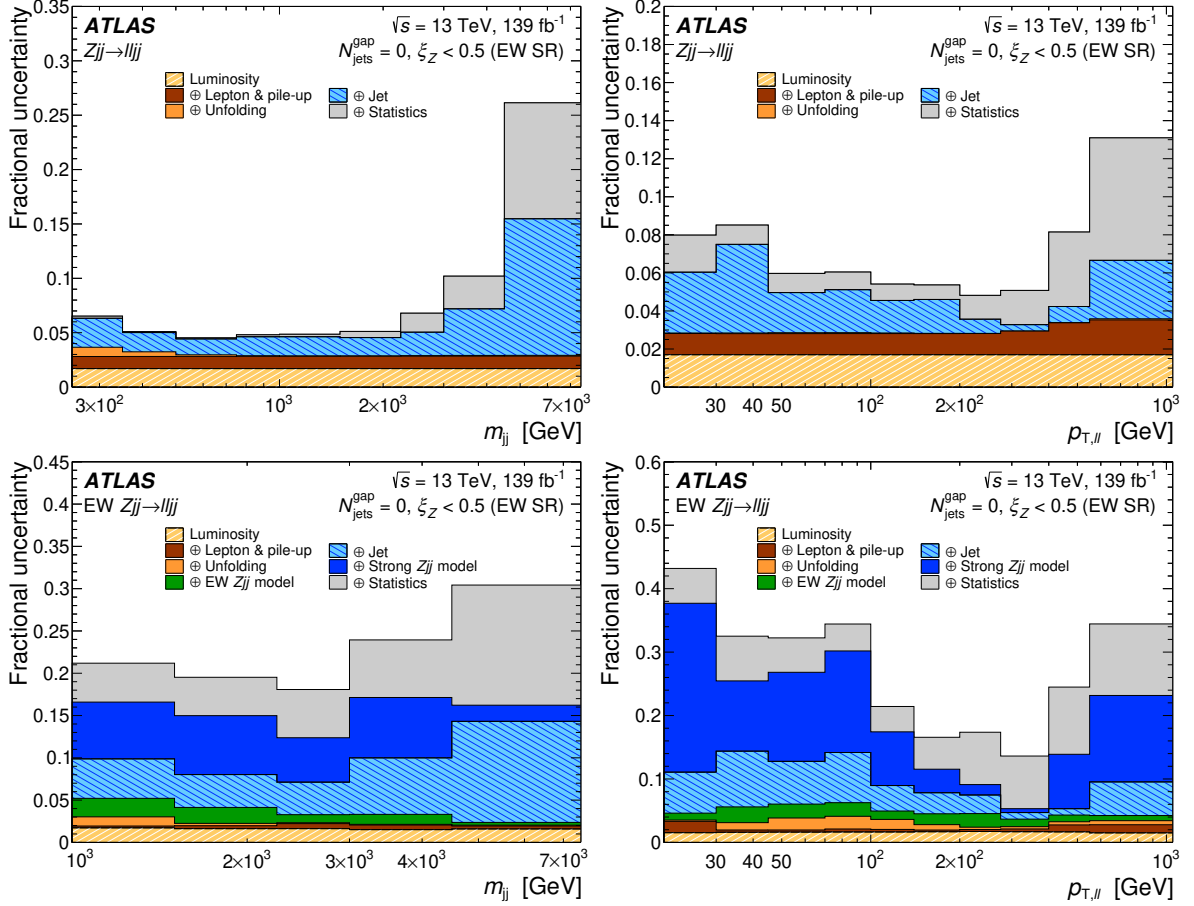 Fractional uncertainty
0.35
0.3
0.25
0.2
0.15
0.1
0.05
0
ATLAS
√s = 13 TeV, 139 fb⁻¹
Zjj→lljj
N^gap_jets = 0, ξ_Z < 0.5 (EW SR)
Luminosity
⊕ Lepton & pile-up
⊕ Unfolding
⊕ Jet
⊕ Statistics
3×10²
10³
2×10³
7×10³
m_jj [GeV]
Fractional uncertainty
0.2
0.18
0.16
0.14
0.12
0.1
0.08
0.06
0.04
0.02
0
ATLAS
√s = 13 TeV, 139 fb⁻¹
Zjj→lljj
N^gap_jets = 0, ξ_Z < 0.5 (EW SR)
Luminosity
⊕ Lepton & pile-up
⊕ Unfolding
⊕ Jet
⊕ Statistics
30 40 50 10² 2×10² 10³
p_T,ll [GeV]
Fractional uncertainty
0.45
0.4
0.35
0.3
0.25
0.2
0.15
0.1
0.05
0
ATLAS
√s = 13 TeV, 139 fb⁻¹
EW Zjj→lljj
N^gap_jets = 0, ξ_Z < 0.5 (EW SR)
Luminosity
⊕ Lepton & pile-up
⊕ Unfolding
⊕ EW Zjj model
⊕ Jet
⊕ Strong Zjj model
⊕ Statistics
10³ 2×10³ 3×10³ 4×10³ 7×10³
m_jj [GeV]
Fractional uncertainty
0.6
0.5
0.4
0.3
0.2
0.1
0
ATLAS
√s = 13 TeV, 139 fb⁻¹
EW Zjj→lljj
N^gap_jets = 0, ξ_Z < 0.5 (EW SR)
Luminosity
⊕ Lepton & pile-up
⊕ Unfolding
⊕ EW Zjj model
⊕ Jet
⊕ Strong Zjj model
⊕ Statistics
30 40 50 10² 2×10² 10³
p_T,ll [GeV]